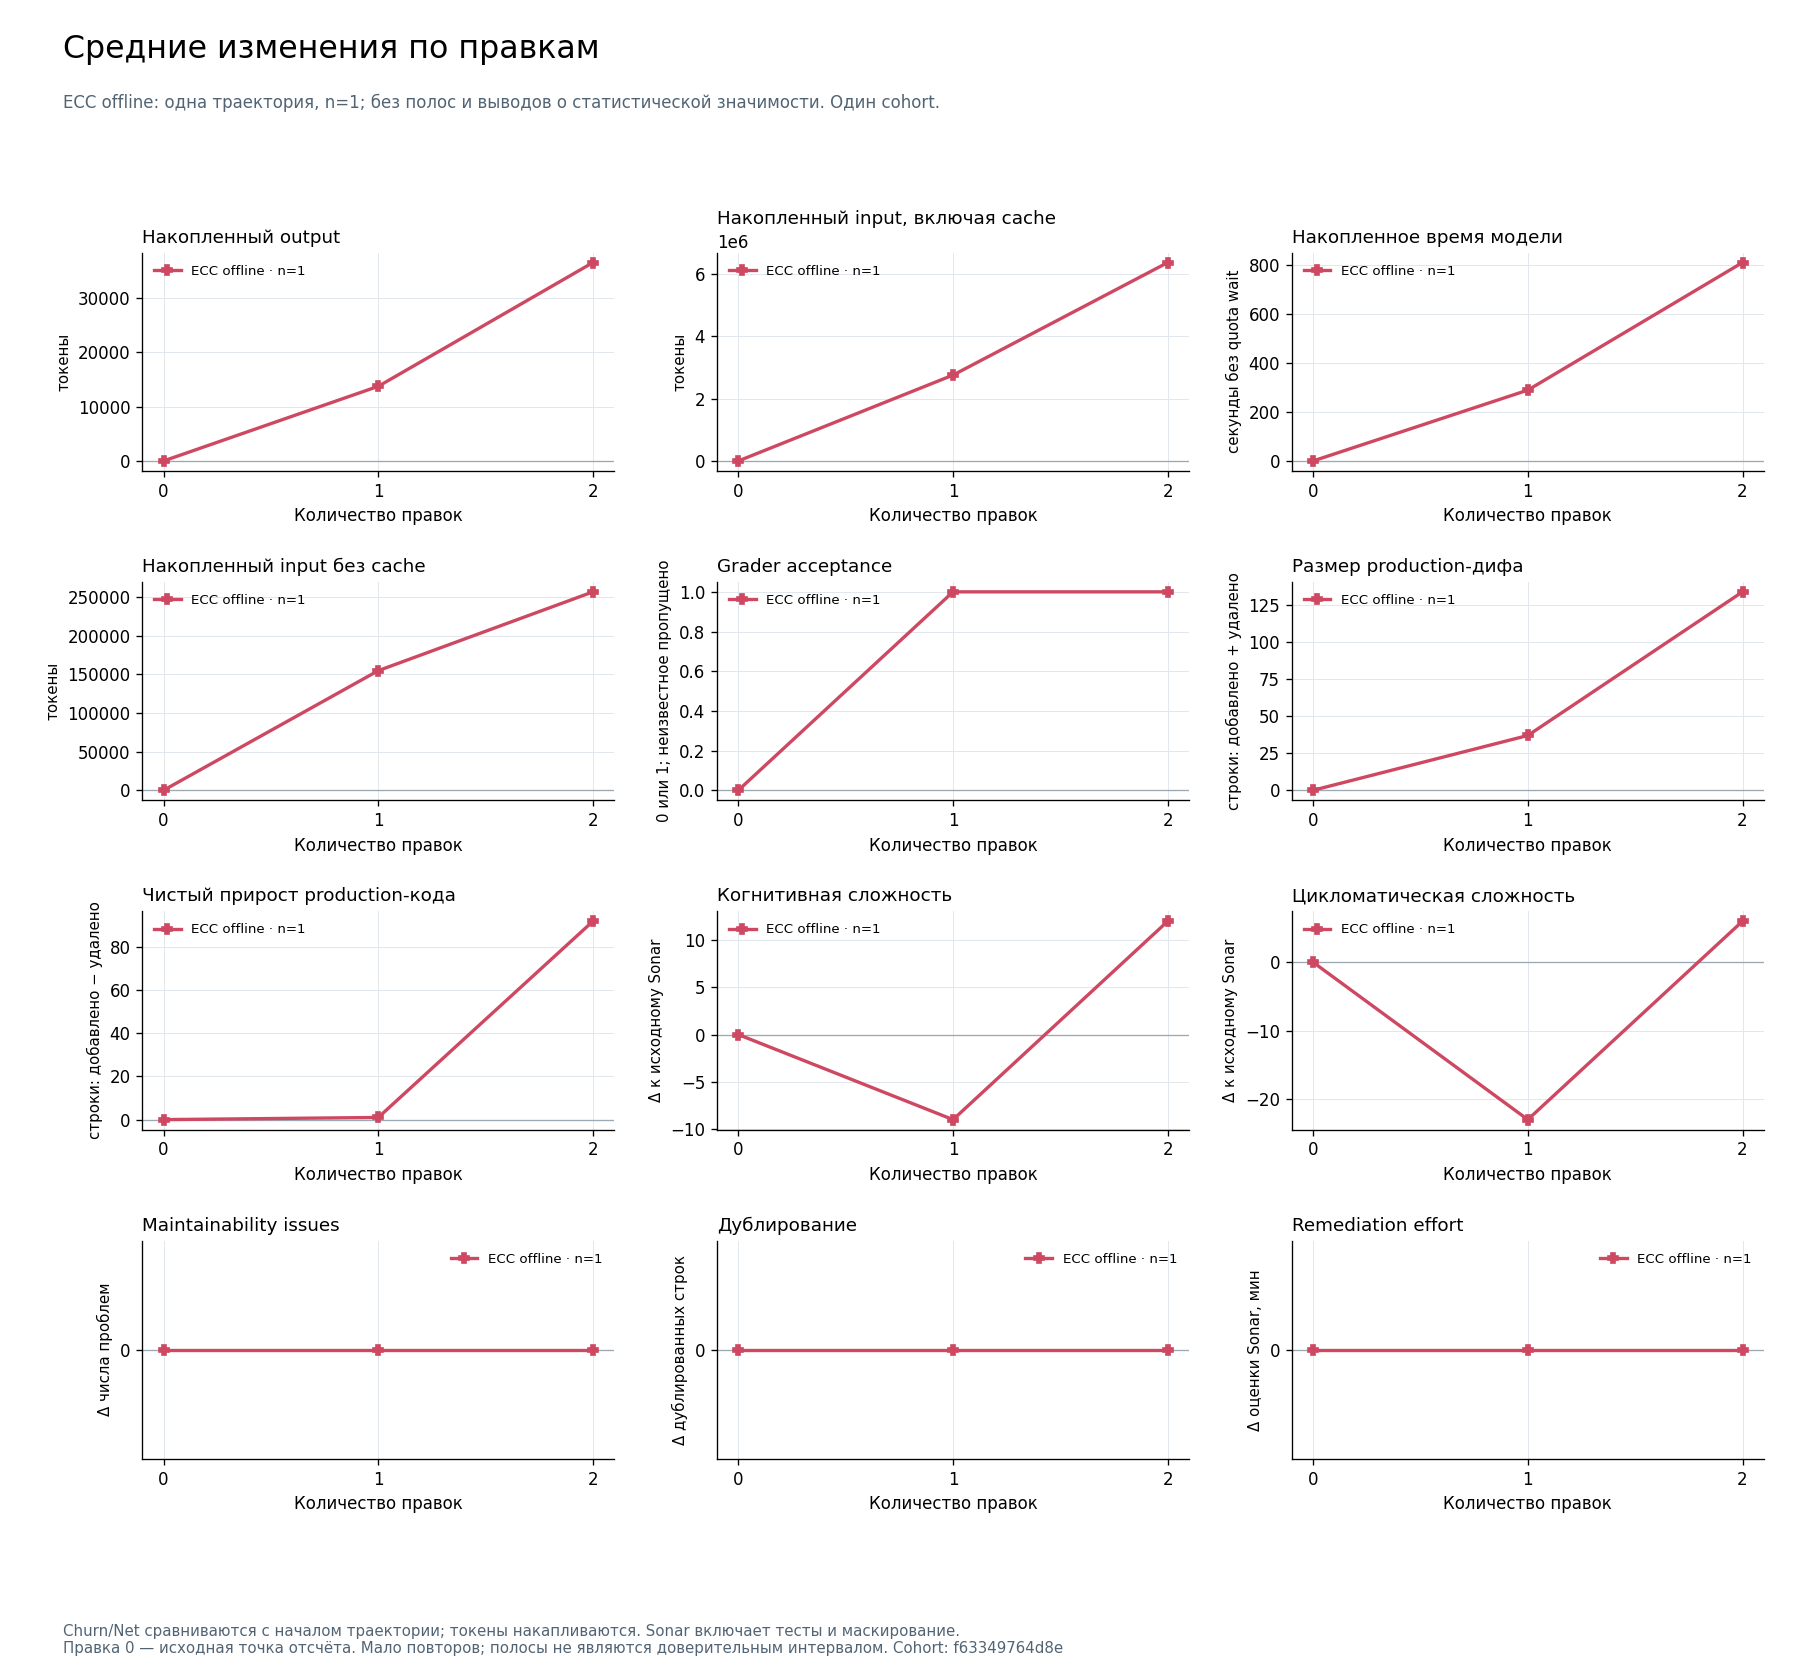 Средние изменения по правкам
ECC offline: одна траектория, n=1; без полос и выводов о статистической значимости. Один cohort.
Накопленный output
ECC offline · n=1
токены
30000
20000
10000
0
0 1 2
Количество правок
Накопленный input, включая cache
1e6
ECC offline · n=1
токены
6
4
2
0
0 1 2
Количество правок
Накопленное время модели
ECC offline · n=1
секунды без quota wait
800
600
400
200
0
0 1 2
Количество правок
Накопленный input без cache
ECC offline · n=1
токены
250000
200000
150000
100000
50000
0
0 1 2
Количество правок
Grader acceptance
ECC offline · n=1
0 или 1; неизвестное пропущено
1.0
0.8
0.6
0.4
0.2
0.0
0 1 2
Количество правок
Размер production-дифа
ECC offline · n=1
строки: добавлено + удалено
125
100
75
50
25
0
0 1 2
Количество правок
Чистый прирост production-кода
ECC offline · n=1
строки: добавлено − удалено
80
60
40
20
0
0 1 2
Количество правок
Когнитивная сложность
ECC offline · n=1
Δ к исходному Sonar
10
5
0
−5
−10
0 1 2
Количество правок
Цикломатическая сложность
ECC offline · n=1
Δ к исходному Sonar
0
−10
−20
0 1 2
Количество правок
Maintainability issues
ECC offline · n=1
Δ числа проблем
0
0 1 2
Количество правок
Дублирование
ECC offline · n=1
Δ дублированных строк
0
0 1 2
Количество правок
Remediation effort
ECC offline · n=1
Δ оценки Sonar, мин
0
0 1 2
Количество правок
Churn/Net сравниваются с началом траектории; токены накапливаются. Sonar включает тесты и маскирование.
Правка 0 — исходная точка отсчёта. Мало повторов; полосы не являются доверительным интервалом. Cohort: f63349764d8e